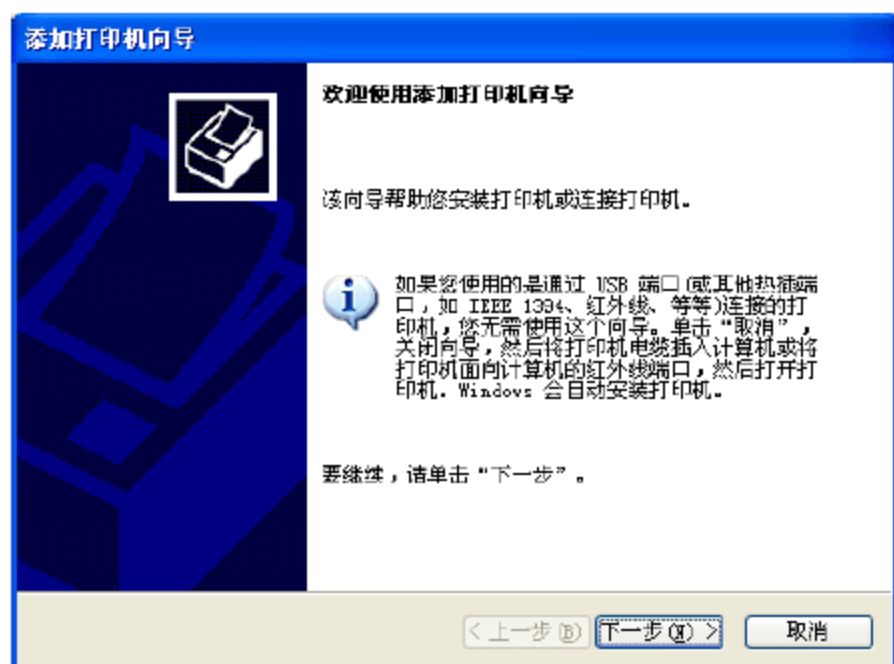 添加打印机向导
欢迎使用添加打印机向导
该向导帮助您安装打印机或连接打印机。
如果您使用的是通过 USB 端口(或其他热插端
口，如 IEEE 1394、红外线、等等)连接的打
印机，您无需使用这个向导。单击“取消”，
关闭向导，然后将打印机电缆插入计算机或将
打印机面向计算机的红外线端口，然后打开打
印机。Windows 会自动安装打印机。
要继续，请单击“下一步”。
< 上一步(B) 下一步(N) > 取消